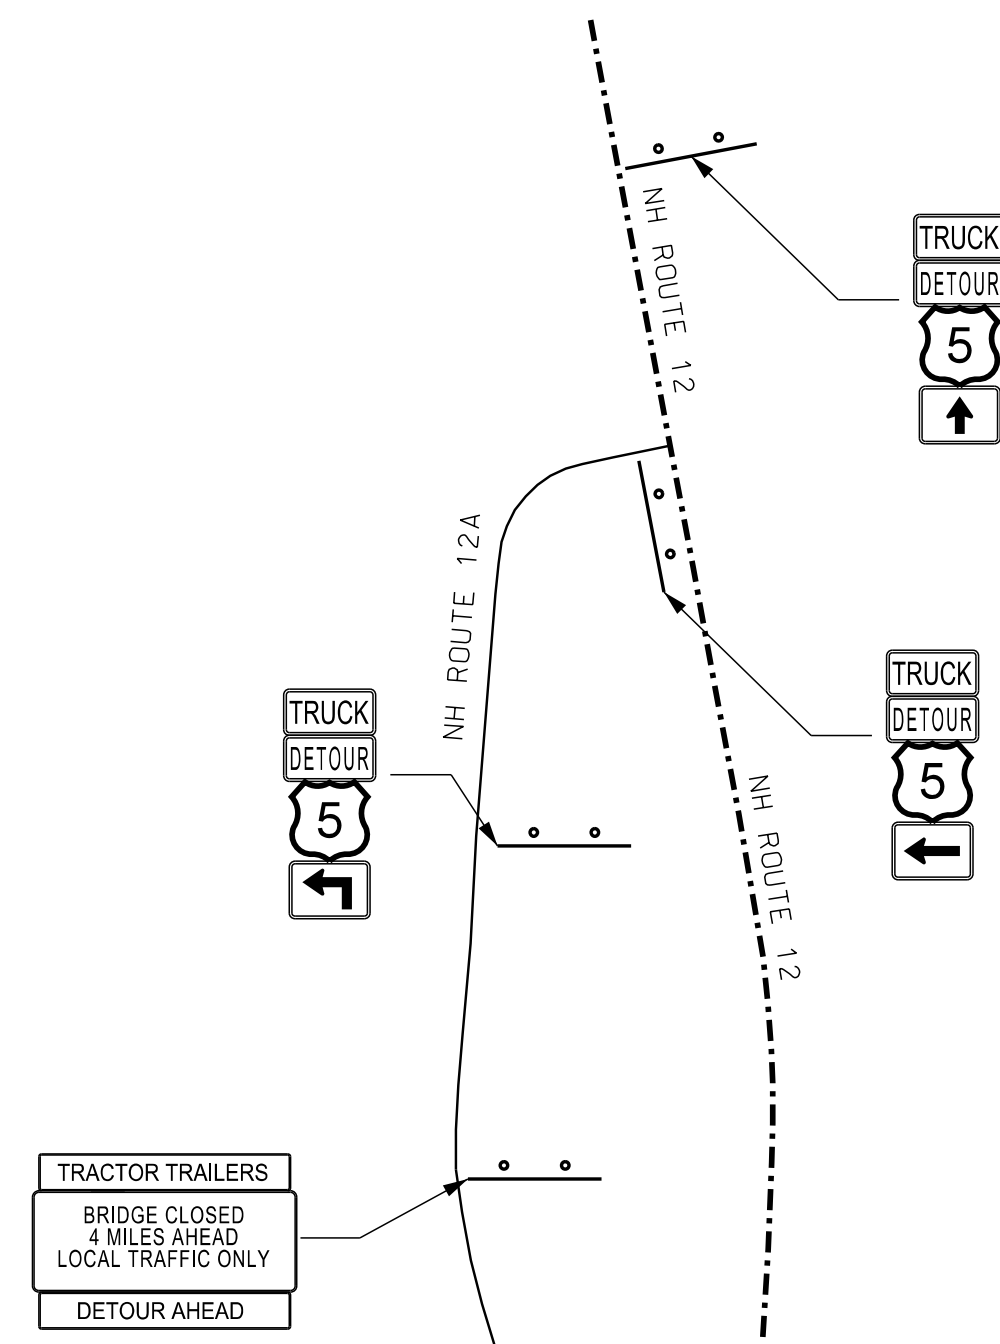 NH ROUTE 12
TRUCK
DETOUR
5
NH ROUTE 12A
TRUCK
DETOUR
5
TRUCK
DETOUR
5
NH ROUTE 12
TRACTOR TRAILERS
BRIDGE CLOSED
4 MILES AHEAD
LOCAL TRAFFIC ONLY
DETOUR AHEAD